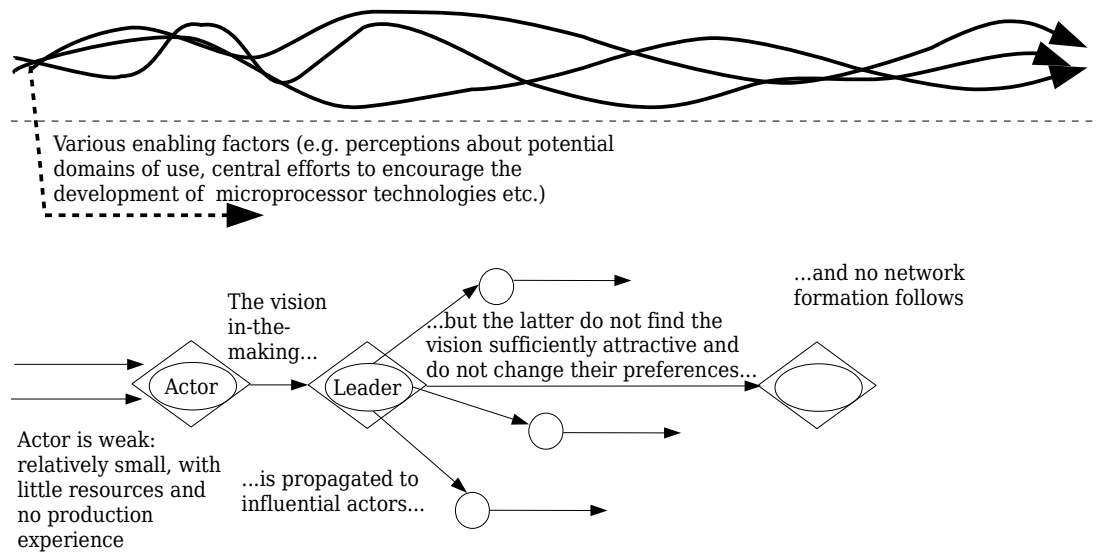 Various enabling factors (e.g. perceptions about potential
domains of use, central efforts to encourage the
development of  microprocessor technologies etc.)
...and no network
formation follows
The vision
in-the-
making...
...but the latter do not find the
vision sufficiently attractive and
do not change their preferences...
Actor
Leader
Actor is weak:
relatively small, with
little resources and
no production
experience
...is propagated to
influential actors...